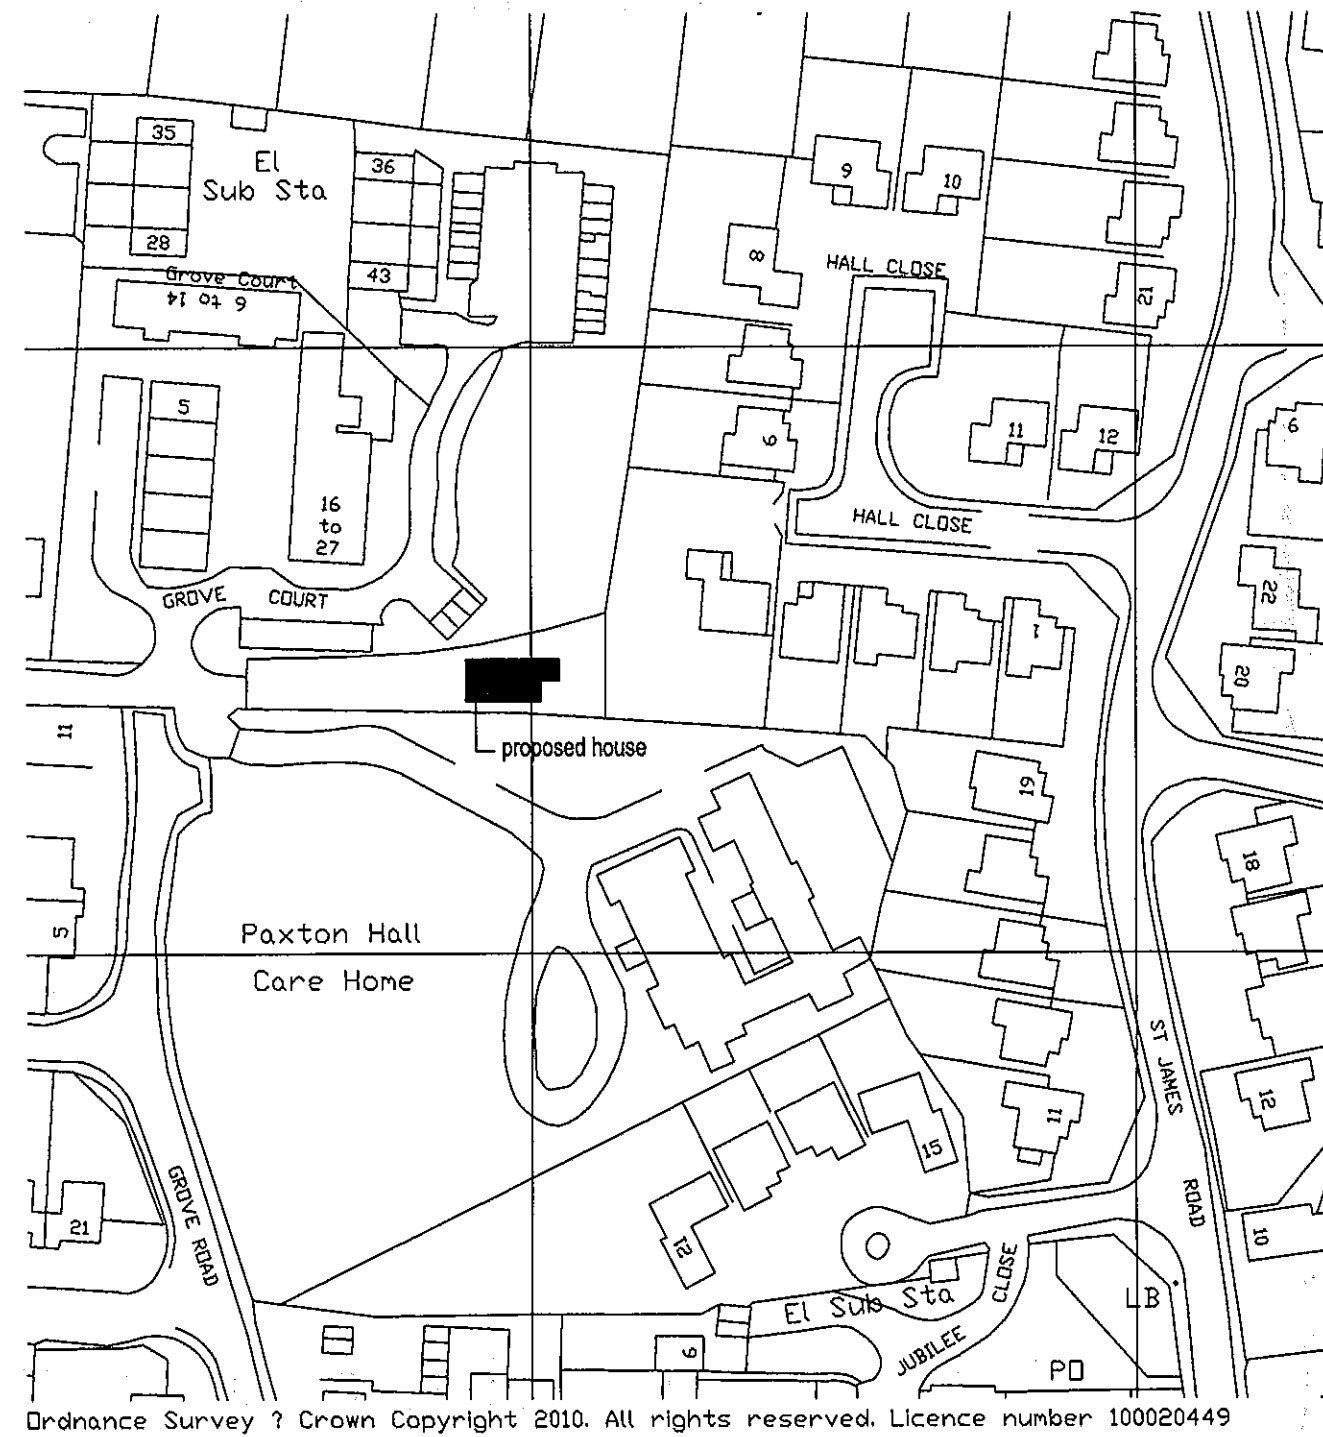 35
El
Sub Sta
36
28
43
Grove Court
6 to 14
9
10
8
HALL CLOSE
21
5
6
11
12
6
16
to
27
HALL CLOSE
GROVE COURT
22
1
20
11
proposed house
19
18
5
Paxton Hall
Care Home
ST JAMES
ROAD
12
11
15
GROVE ROAD
21
12
10
El Sub Sta
CLOSE
LB
JUBILEE
6
PO
Ordnance Survey ? Crown Copyright 2010. All rights reserved. Licence number 100020449